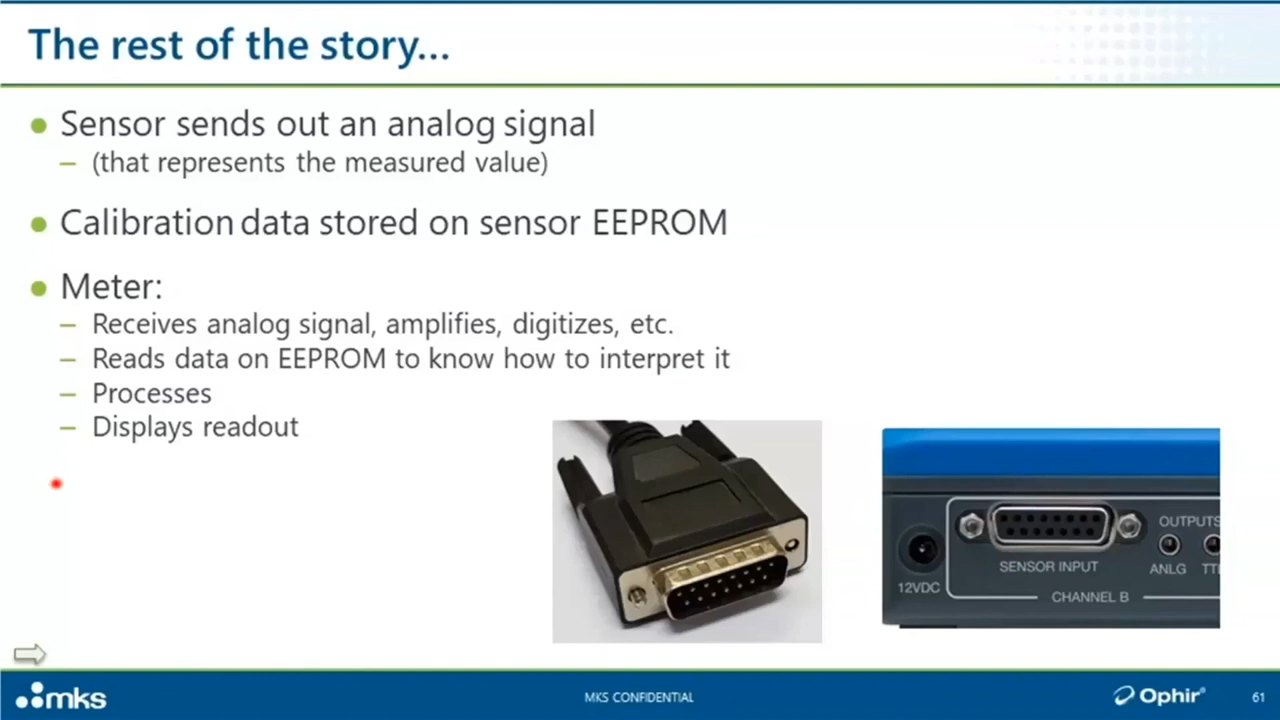 The rest of the story...
Sensor sends out an analog signal
(that represents the measured value)
Calibration data stored on sensor EEPROM
Meter:
Receives analog signal, amplifies, digitizes, etc.
Reads data on EEPROM to know how to interpret it
Processes
Displays readout
OUTPUTS
SENSOR INPUT
ANLG
12VDC
CHANNEL B
mks
MKS CONFIDENTIAL
Ophir®
61